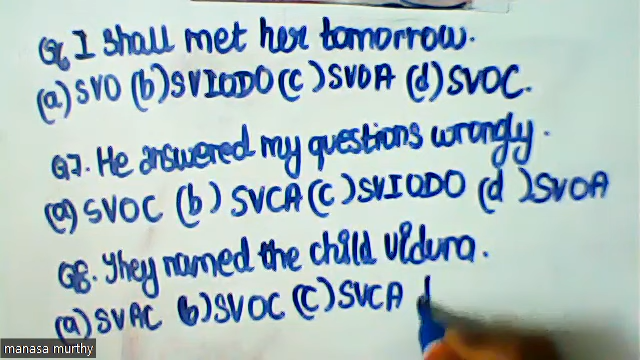 Q6 I shall met her tomorrow.
(a) SVO (b) SVIODO (c) SVOA (d) SVOC.
Q7. He answered my questions wrongly.
(a) SVOC (b) SVCA (c) SVIODO (d) SVOA
Q8. They named the child Vidura.
(a) SVAC (b) SVOC (c) SVCA
manasa murthy